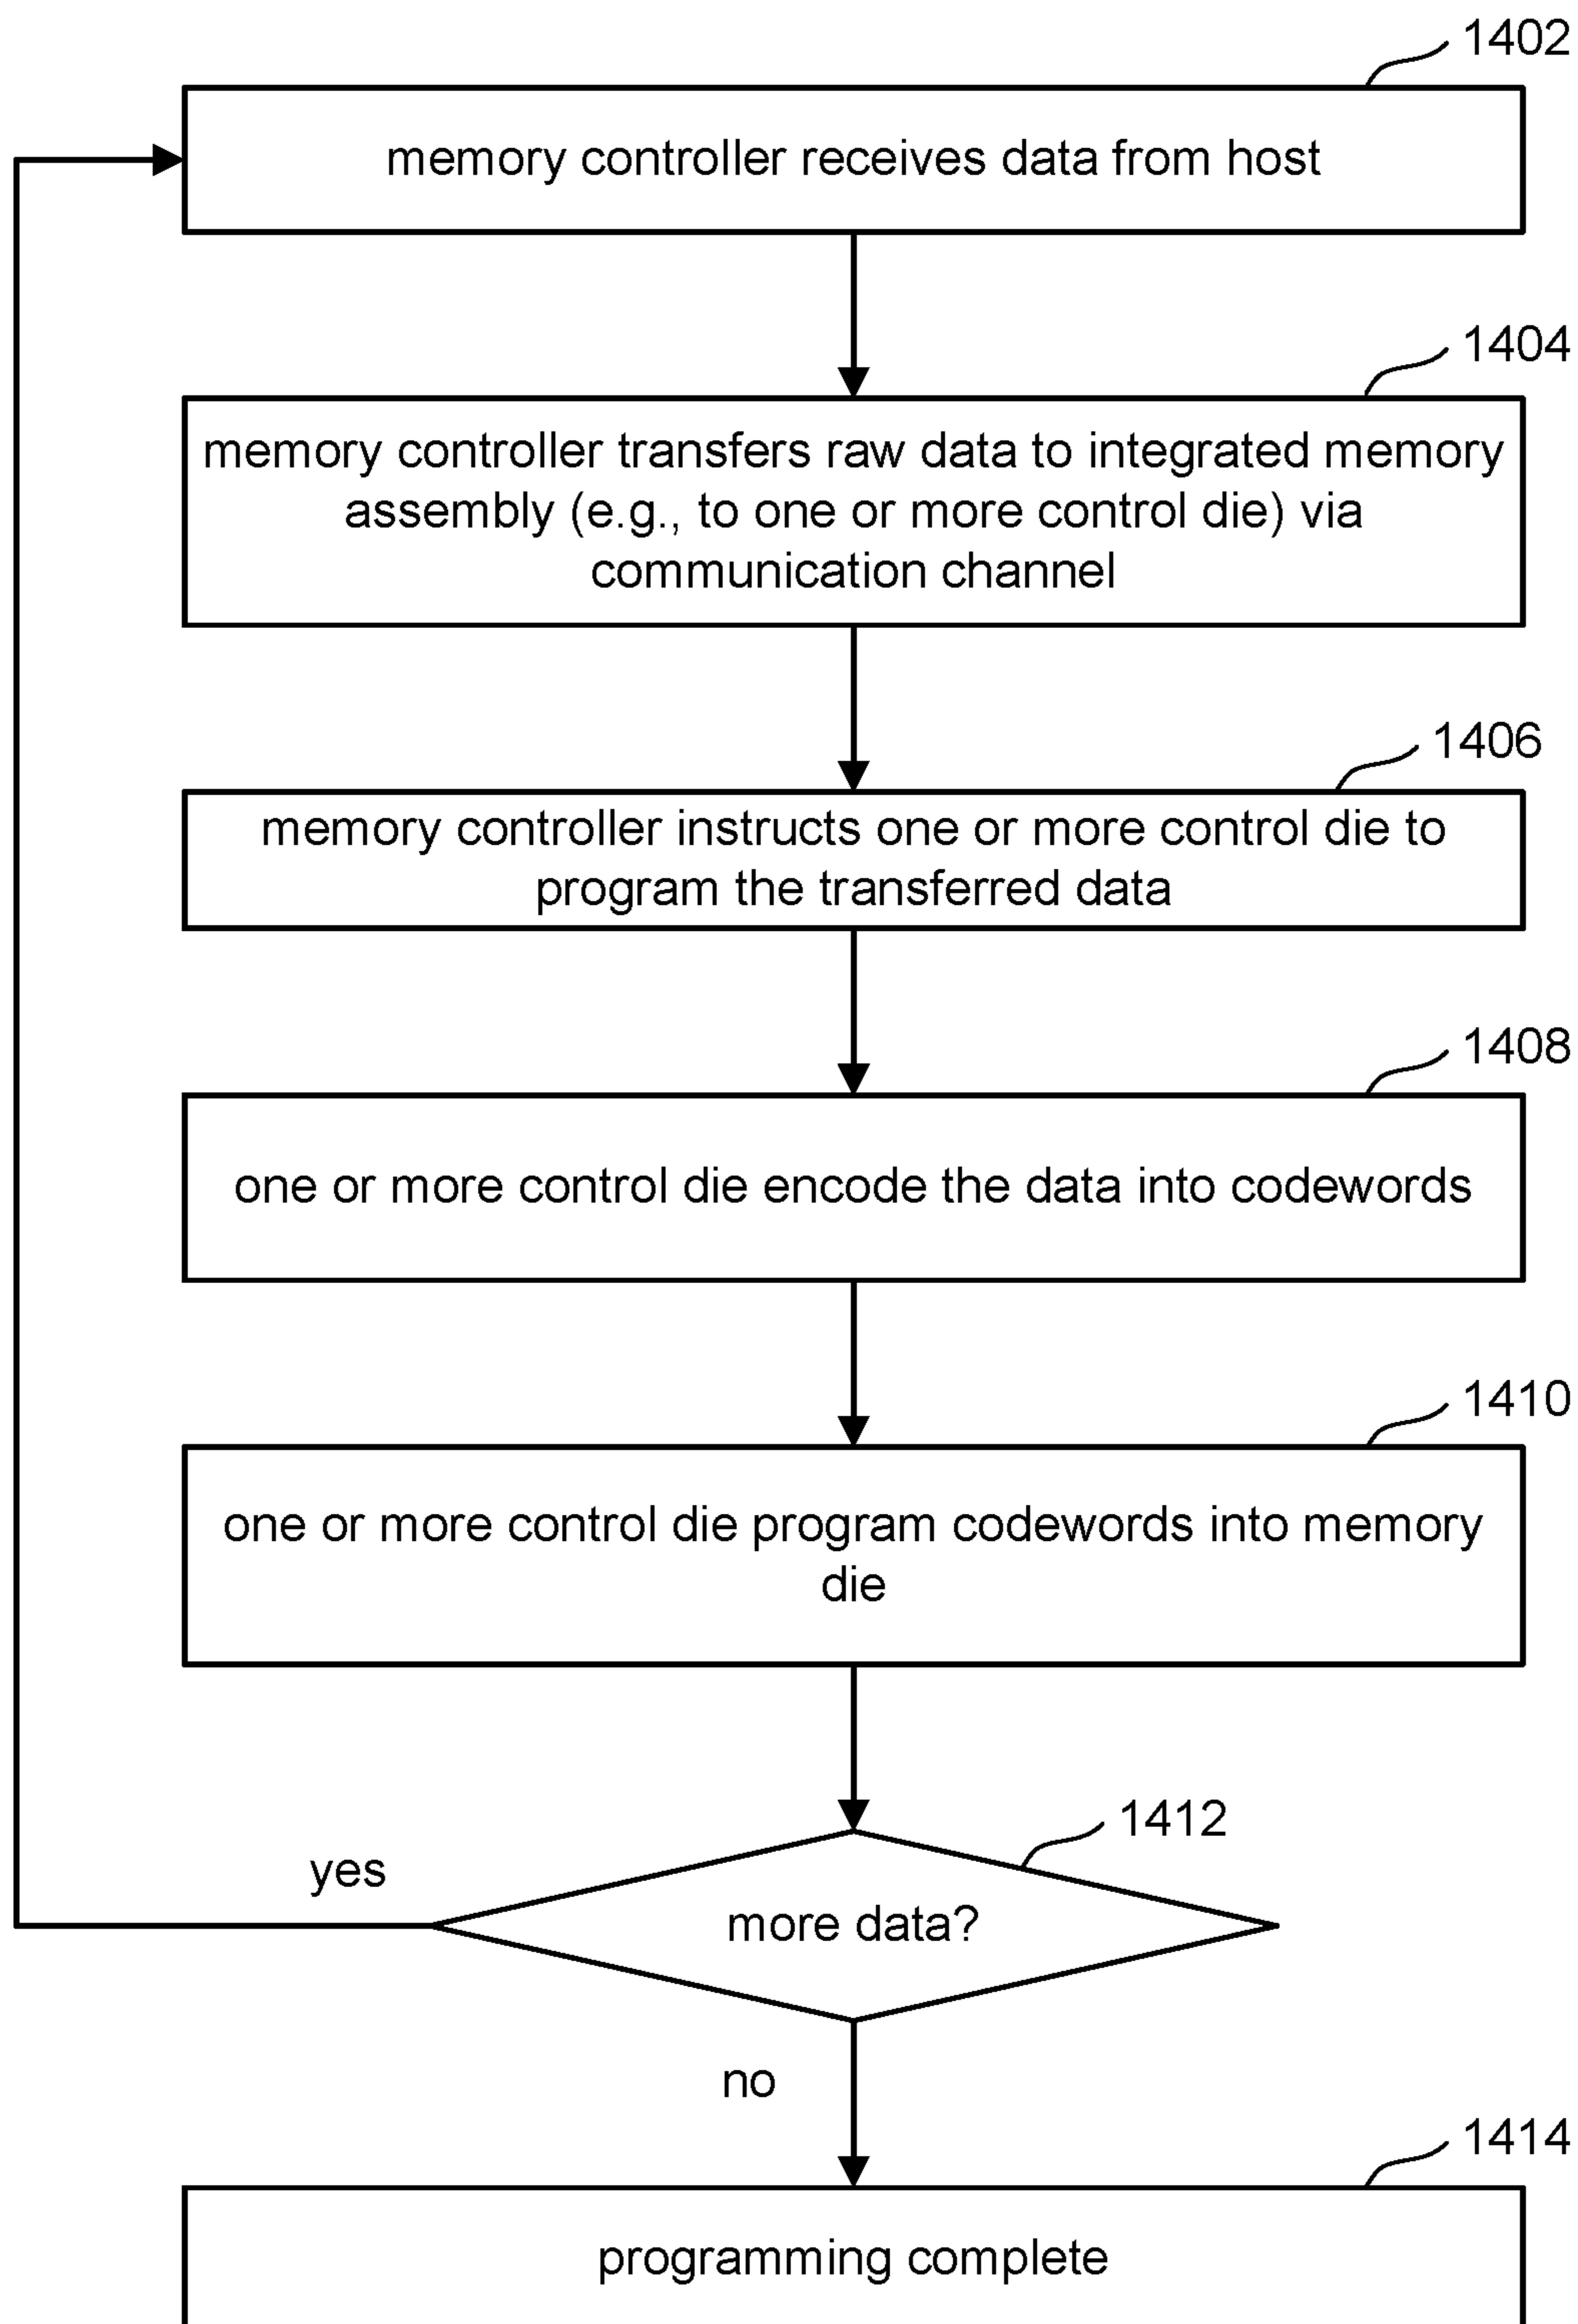 1402
memory controller receives data from host
1404
memory controller transfers raw data to integrated memory
assembly (e.g., to one or more control die) via
communication channel
1406
memory controller instructs one or more control die to
program the transferred data
1408
one or more control die encode the data into codewords
1410
one or more control die program codewords into memory
die
1412
yes
more data?
no
1414
programming complete